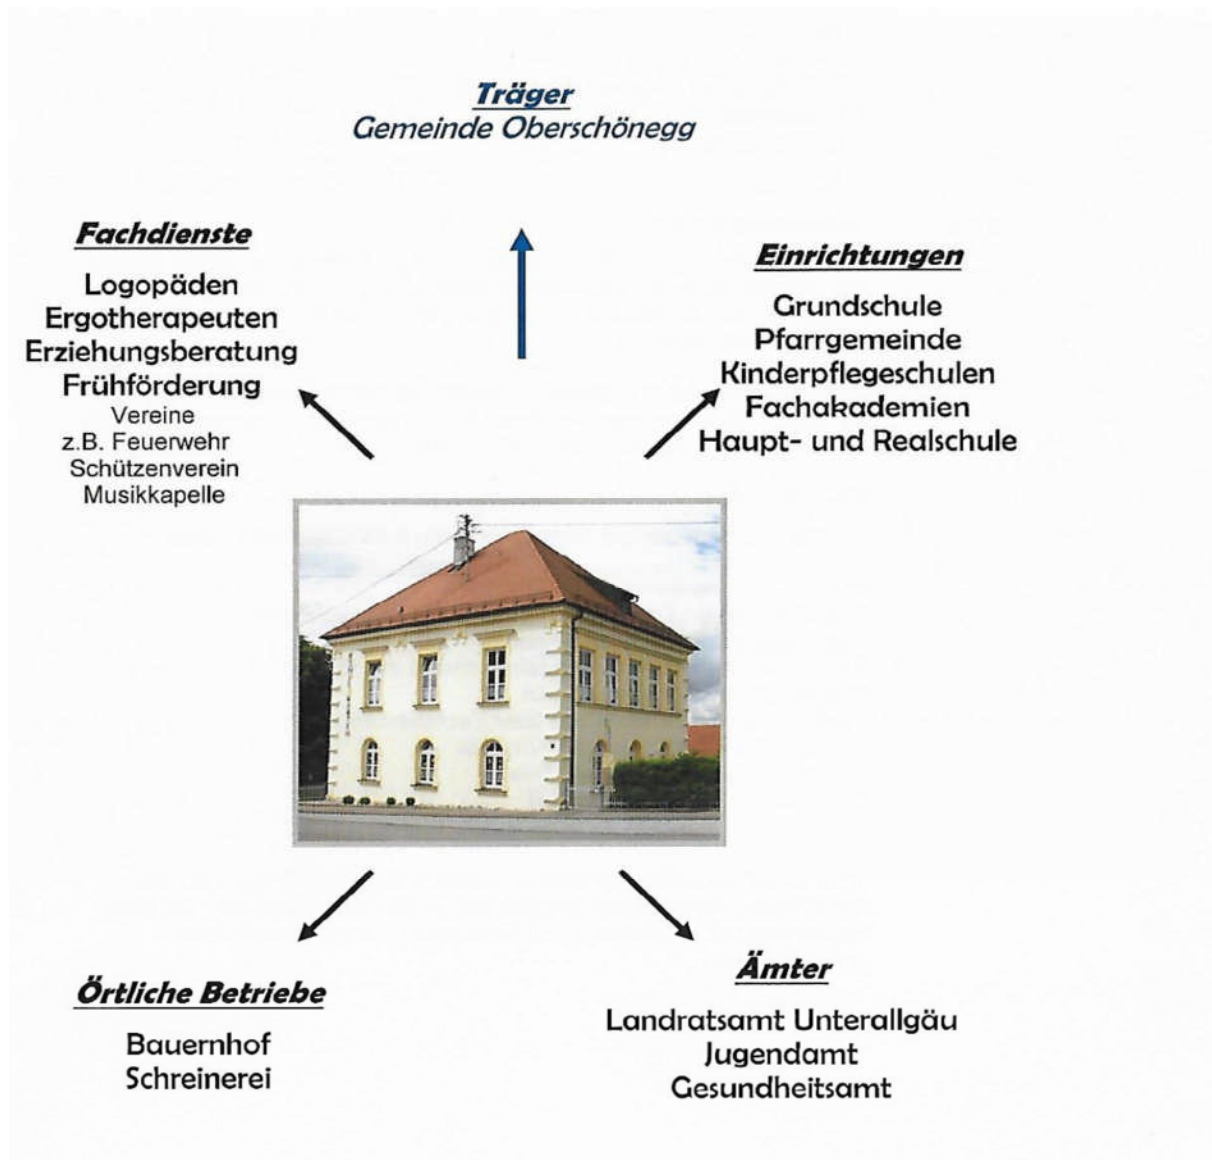 Träger
Gemeinde Oberschönegg
Fachdienste
Logopäden
Ergotherapeuten
Erziehungsberatung
Frühförderung
Vereine
z.B. Feuerwehr
Schützenverein
Musikkapelle
Einrichtungen
Grundschule
Pfarrgemeinde
Kinderpflegeschulen
Fachakademien
Haupt- und Realschule
Örtliche Betriebe
Bauernhof
Schreinerei
Ämter
Landratsamt Unterallgäu
Jugendamt
Gesundheitsamt